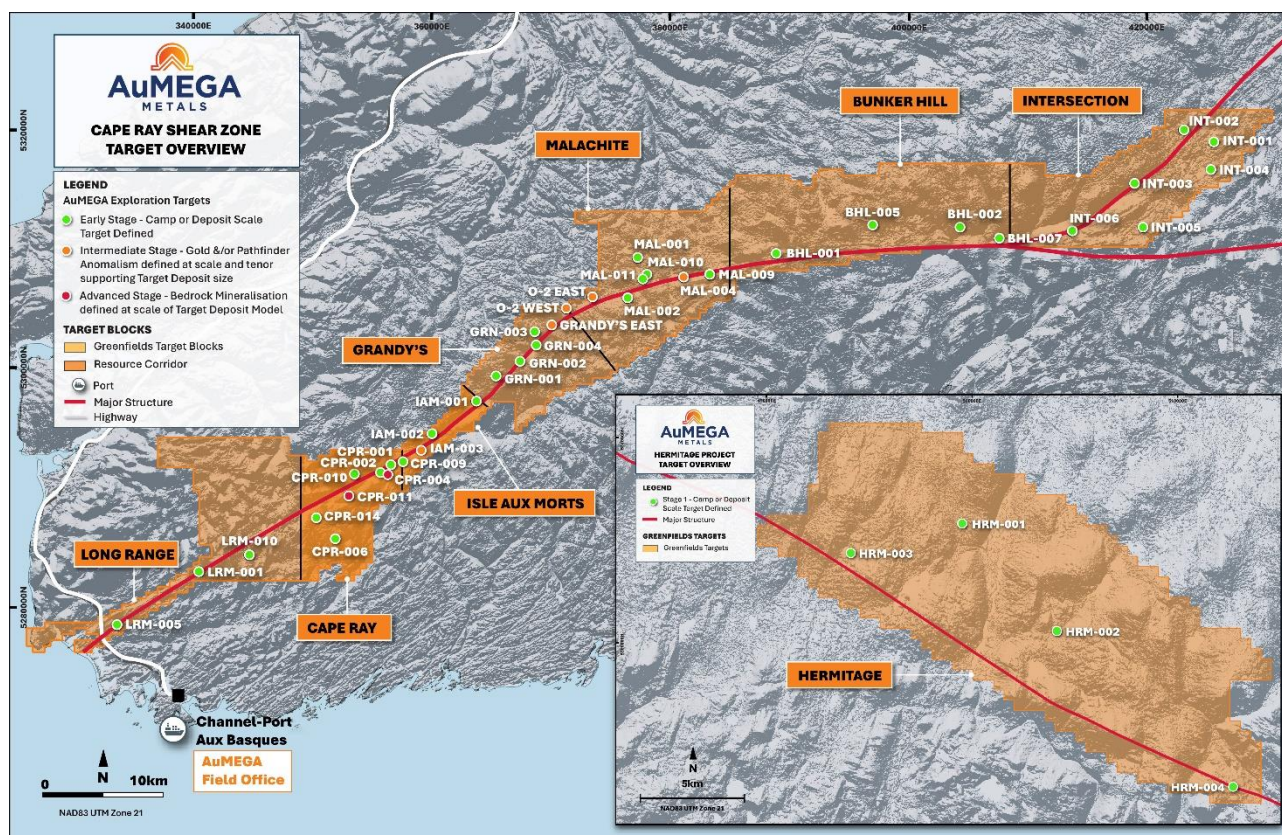 340000E
360000E
380000E
400000E
420000E
5320000N
5300000N
5280000N
AuMEGA
METALS
CAPE RAY SHEAR ZONE
TARGET OVERVIEW
LEGEND
AuMEGA Exploration Targets
Early Stage - Camp or Deposit Scale
Target Defined
Intermediate Stage - Gold &/or Pathfinder
Anomalism defined at scale and tenor
supporting Target Deposit size
Advanced Stage - Bedrock Mineralisation
defined at scale of Target Deposit Model
TARGET BLOCKS
Greenfields Target Blocks
Resource Corridor
Port
Major Structure
Highway
BUNKER HILL
INTERSECTION
MALACHITE
INT-002
INT-001
INT-004
INT-003
INT-006
INT-005
BHL-005
BHL-002
BHL-007
BHL-001
MAL-001
MAL-010
MAL-011
MAL-009
MAL-004
MAL-002
O-2 EAST
O-2 WEST
GRANDY'S EAST
GRANDY'S
GRN-003
GRN-004
GRN-002
GRN-001
IAM-001
IAM-002
IAM-003
CPR-001
CPR-002
CPR-009
CPR-010
CPR-004
CPR-011
ISLE AUX MORTS
CPR-014
CPR-006
LONG RANGE
LRM-010
LRM-001
CAPE RAY
LRM-005
Channel-Port
Aux Basques
AuMEGA
Field Office
0
N
10km
NAD83 UTM Zone 21
AuMEGA
METALS
HERMITAGE PROJECT
TARGET OVERVIEW
LEGEND
Stage 1 - Camp or Deposit
Scale Target Defined
Major Structure
GREENFIELDS TARGETS
Greenfields Targets
HRM-001
HRM-003
HRM-002
HERMITAGE
HRM-004
N
5km
NAD83 UTM Zone 21